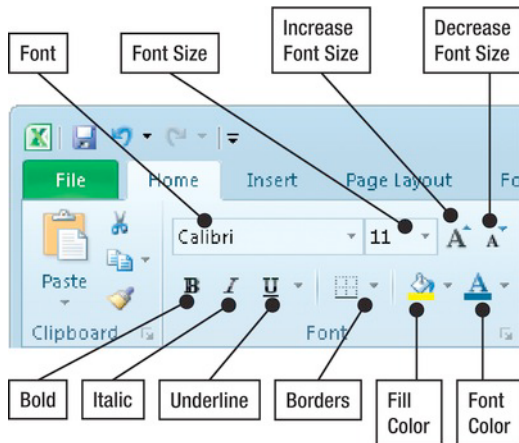 Increase
Font Size
Decrease
Font Size
Font
Font Size
File
Home
Insert
Page Layout
Fo
Calibri
11
A
A
Paste
B
I
U
A
Clipboard
Font
Bold
Italic
Underline
Borders
Fill
Color
Font
Color